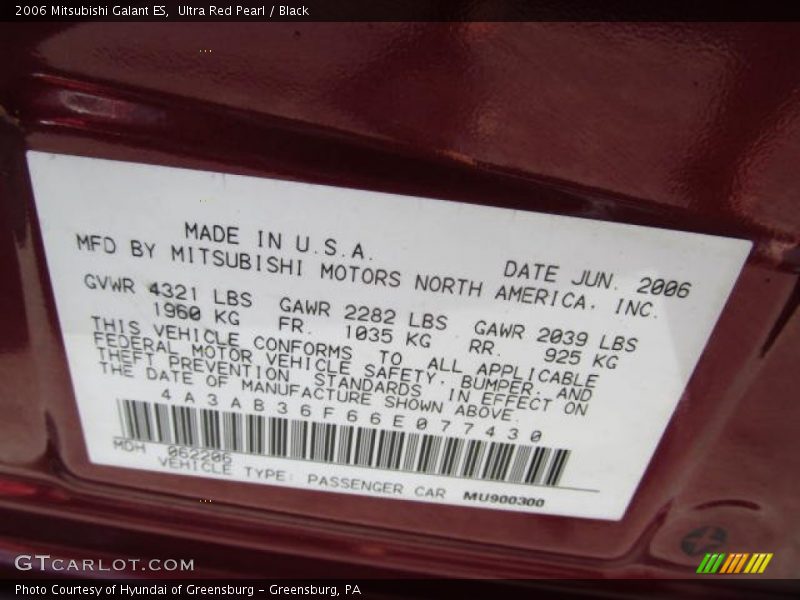 2006 Mitsubishi Galant ES, Ultra Red Pearl / Black
MADE IN U.S.A. DATE JUN. 2006
MFD BY MITSUBISHI MOTORS NORTH AMERICA, INC.
GVWR 4321 LBS GAWR 2282 LBS GAWR 2039 LBS
1960 KG FR. 1035 KG RR. 925 KG
THIS VEHICLE CONFORMS TO ALL APPLICABLE
FEDERAL MOTOR VEHICLE SAFETY, BUMPER, AND
THEFT PREVENTION STANDARDS IN EFFECT ON
THE DATE OF MANUFACTURE SHOWN ABOVE.
4A3AB36F66E077430
MDH 062206
VEHICLE TYPE: PASSENGER CAR MU900300
GTCARLOT.COM
Photo Courtesy of Hyundai of Greensburg - Greensburg, PA